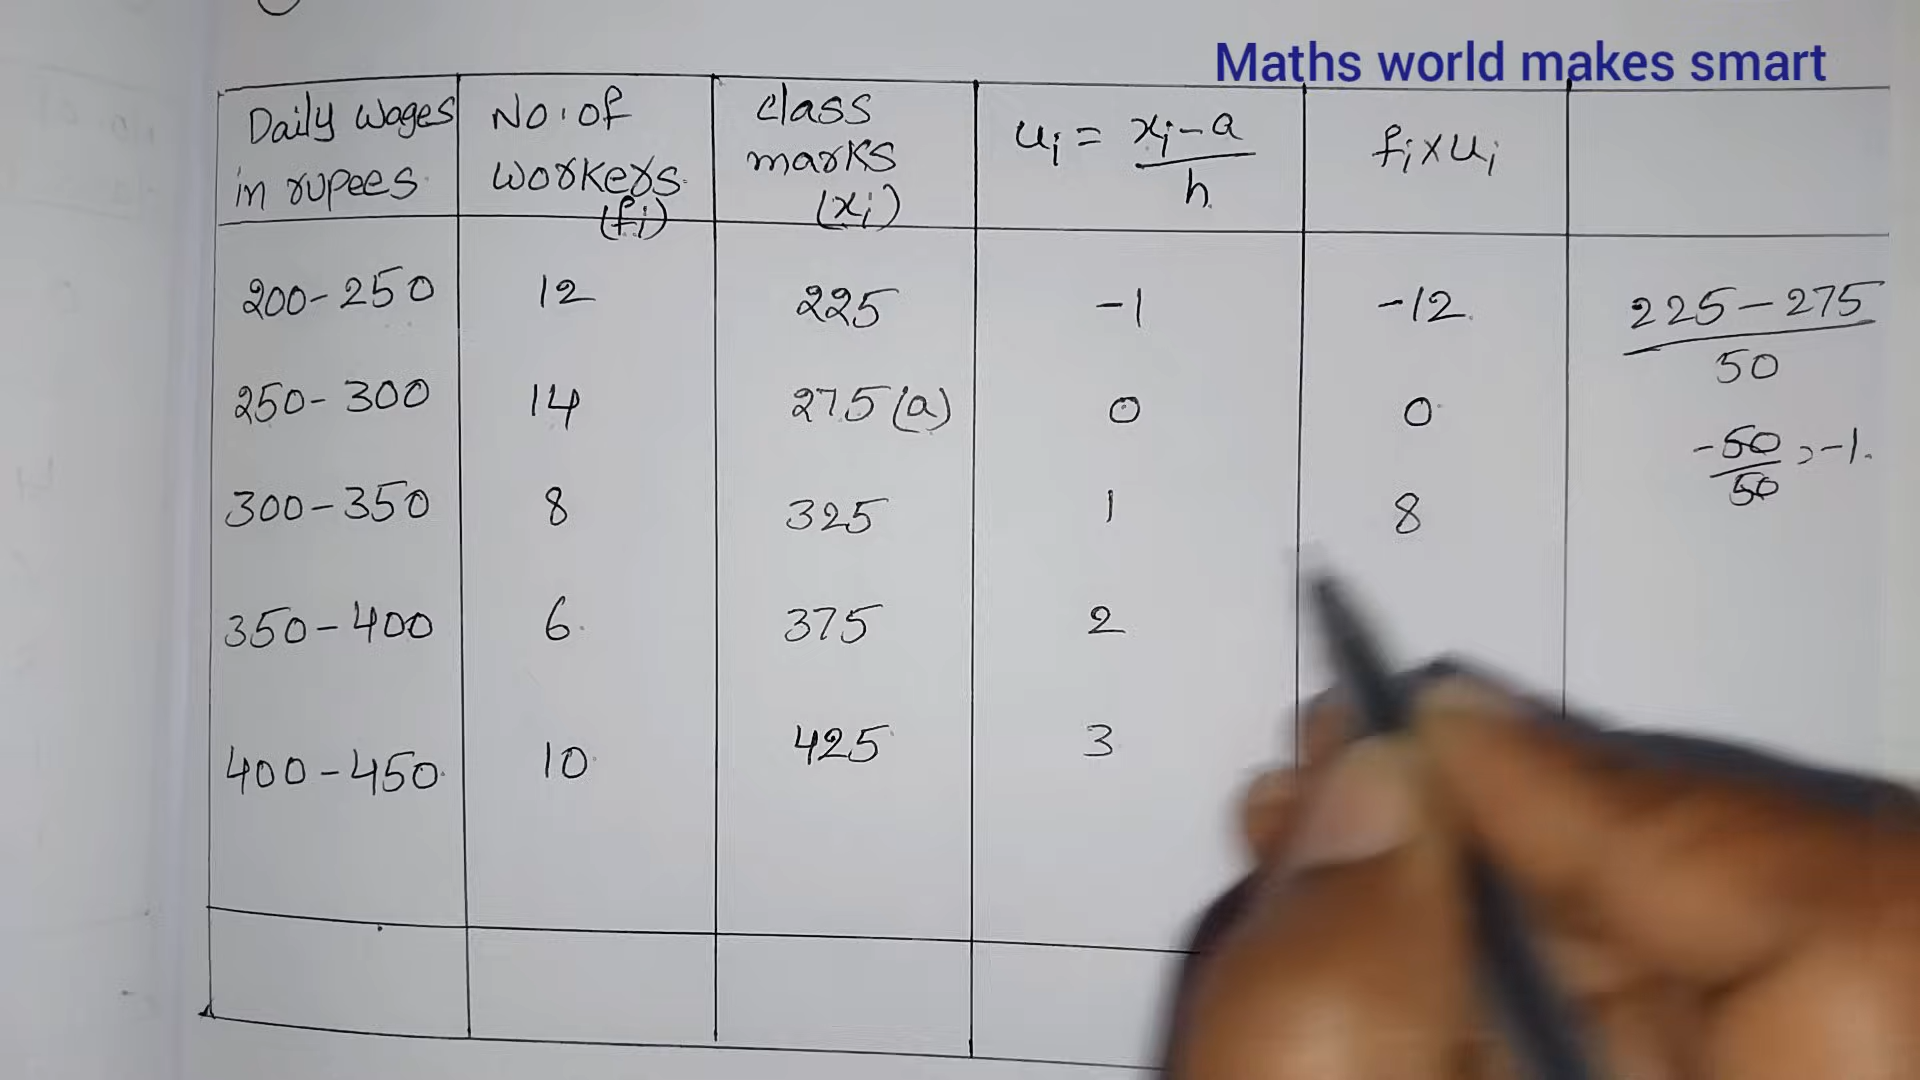 Maths world makes smart
Daily wages in rupees. | No. of workers. (fi) | class marks (xi) | ui = xi - a / h. | fi x ui
200-250 | 12 | 225 | -1 | -12. | 225 - 275 / 50
250-300 | 14 | 275(a) | 0 | 0 | -50 / 50 = -1.
300-350 | 8 | 325 | 1 | 8
350-400 | 6. | 375 | 2
400-450. | 10. | 425 | 3